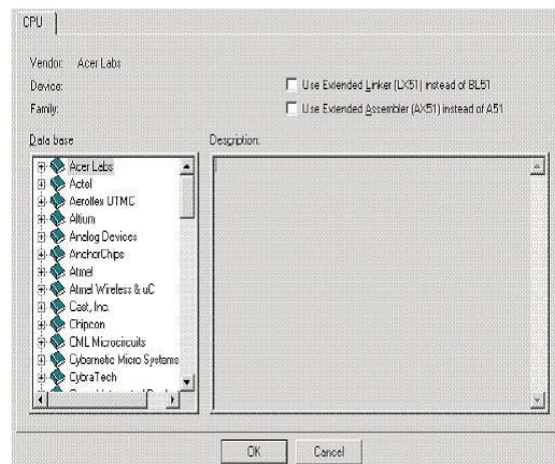 CPU
Vendor: Acer Labs
Device:
Family:
Use Extended Linker (LX51) instead of BL51
Use Extended Assembler (AX51) instead of A51
Data base
Description:
Acer Labs
Actel
Aeroflex UTMC
Altium
Analog Devices
AnchorChips
Atmel
Atmel Wireless & uC
Cast, Inc.
Chipcon
CML Microcircuits
Cybernetic Micro Systems
CybraTech
OK
Cancel